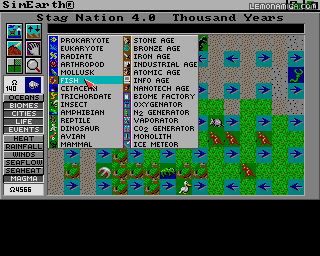 SimEarth
LEMONAMIGA.COM
Stag Nation 4.0 Thousand Years
PROKARYOTE STONE AGE
EUKARYOTE BRONZE AGE
RADIATE IRON AGE
ARTHROPOD INDUSTRIAL AGE
MOLLUSK ATOMIC AGE
FISH INFO AGE
CETACEAN NANOTECH AGE
TRICHORDATE BIOME FACTORY
INSECT OXYGENATOR
AMPHIBIAN N2 GENERATOR
REPTILE VAPORATOR
DINOSAUR CO2 GENERATOR
AVIAN MONOLITH
MAMMAL ICE METEOR
Ω
140
OCEANS
BIOMES
CITIES
LIFE
EVENTS
HEAT
RAINFALL
WINDS
SEAFLOW
SEAHEAT
MAGMA
Ω4566